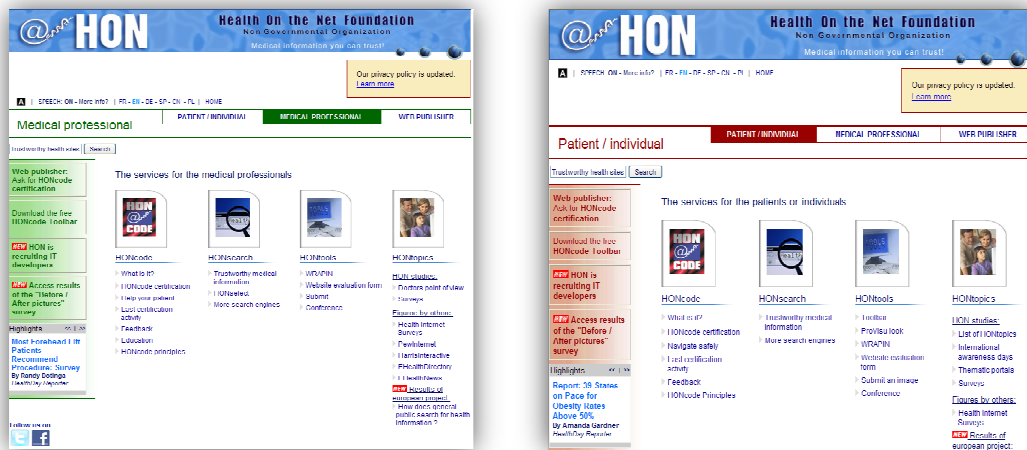 @ HON
Health On the Net Foundation
Non Governmental Organization
Medical information you can trust!
Our privacy policy is updated.
Learn more
A | SPEECH: ON - More info? | FR - EN - DE - SP - CN - PL | HOME
Medical professional
PATIENT / INDIVIDUAL
MEDICAL PROFESSIONAL
WEB PUBLISHER
Trustworthy health sites
Search
Web publisher:
Ask for HONcode
certification
Download the free
HONcode Toolbar
NEW HON is
recruiting IT
developers
NEW Access results
of the "Before /
After pictures"
survey
Highlights << | >>
Most Forehead Lift
Patients
Recommend
Procedure: Survey
By Randy Dotinga
HealthDay Reporter
Follow us on
The services for the medical professionals
HON
@
CODE
HONcode
What is it?
HONcode certification
Help your patient
Last certification
activity
Feedback
Education
HONcode principles
HONsearch
Trustworthy medical
information
HONselect
More search engines
HONtools
WRAPIN
Website evaluation form
Submit
Conference
HONtopics
HON studies:
Doctors point of view
Surveys
Figures by others:
Health Internet
Surveys
PewInternet
HarrisInteractive
EHealthDirectory
EHealthNews
NEW Results of
european project:
How does general
public search for health
information ?
@ HON
Health On the Net Foundation
Non Governmental Organization
Medical information you can trust!
A | SPEECH: ON - More info? | FR - EN - DE - SP - CN - PL | HOME
Our privacy policy is updated.
Learn more
Patient / individual
PATIENT / INDIVIDUAL
MEDICAL PROFESSIONAL
WEB PUBLISHER
Trustworthy health sites
Search
Web publisher:
Ask for HONcode
certification
Download the free
HONcode Toolbar
NEW HON is
recruiting IT
developers
NEW Access results
of the "Before /
After pictures"
survey
Highlights << | >>
Report: 39 States
on Pace for
Obesity Rates
Above 50%
By Amanda Gardner
HealthDay Reporter
The services for the patients or individuals
HON
@
CODE
HONcode
What is it?
HONcode certification
Navigate safely
Last certification
activity
Feedback
HONcode Principles
HONsearch
Trustworthy medical
information
More search engines
HONtools
Toolbar
ProVisu look
WRAPIN
Website evaluation
form
Submit an image
Conference
HONtopics
HON studies:
List of HONtopics
International
awareness days
Thematic portals
Surveys
Figures by others:
Health Internet
Surveys
NEW Results of
european project: